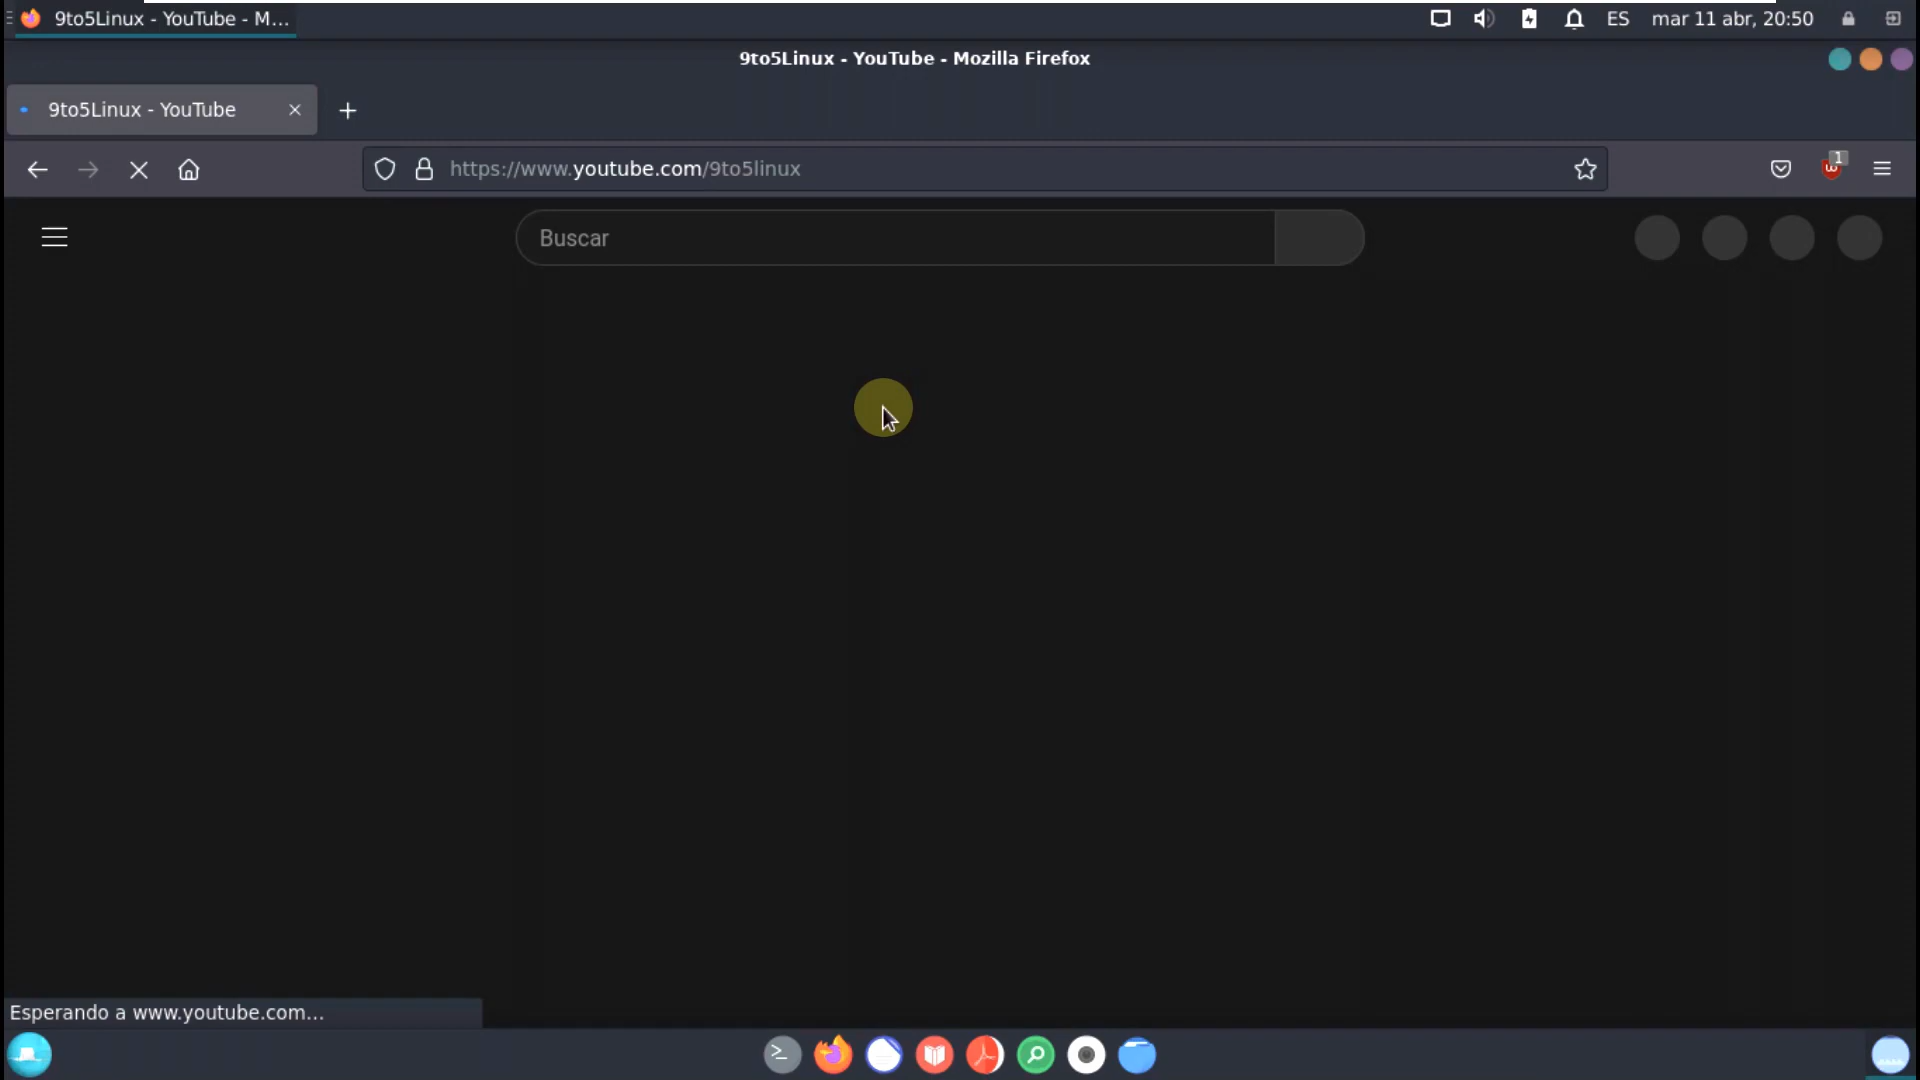 9to5Linux - YouTube - M...
ES
mar 11 abr, 20:50
9to5Linux - YouTube - Mozilla Firefox
9to5Linux - YouTube
https://www.youtube.com/9to5linux
1
Buscar
Esperando a www.youtube.com...